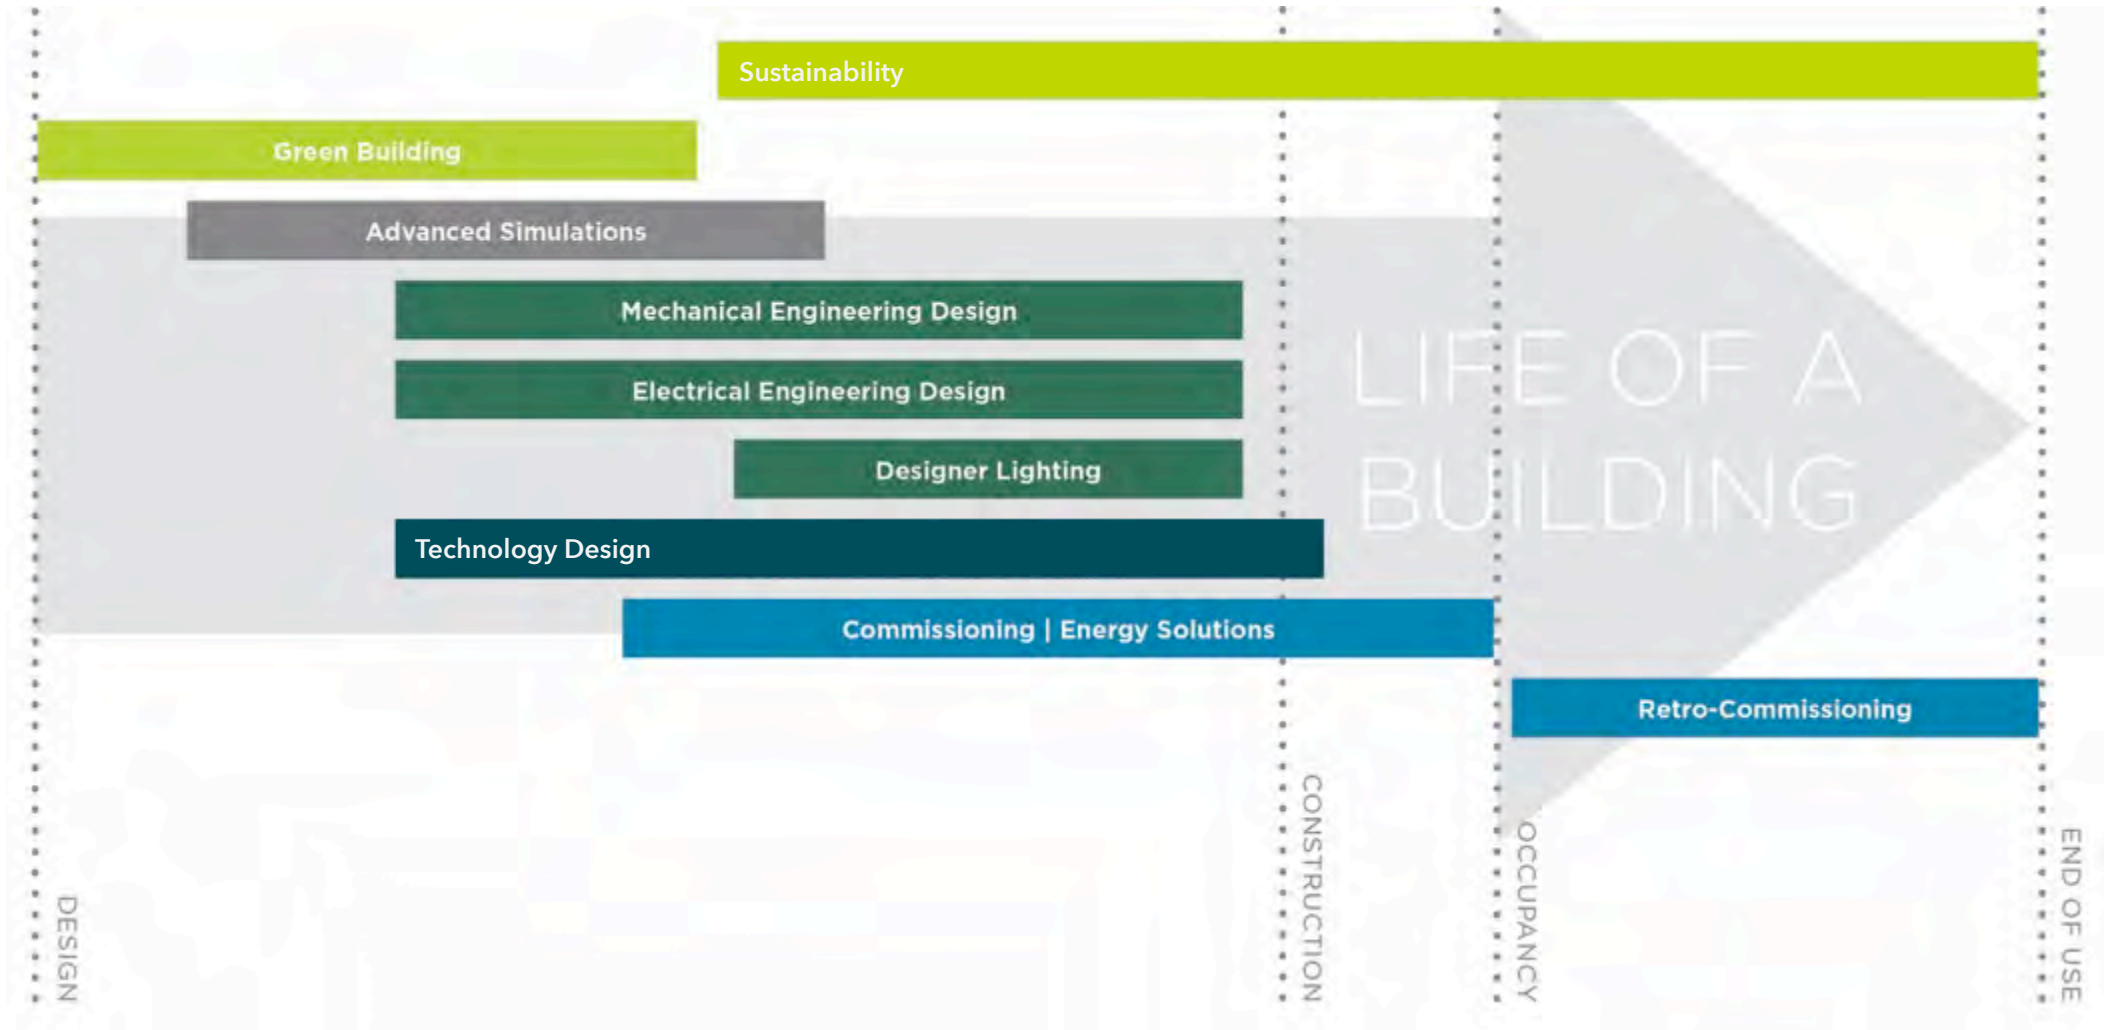 Sustainability
Green Building
Advanced Simulations
Mechanical Engineering Design
Electrical Engineering Design
Designer Lighting
Technology Design
Commissioning | Energy Solutions
Retro-Commissioning
LIFE OF A
BUILDING
DESIGN
CONSTRUCTION
OCCUPANCY
END OF USE